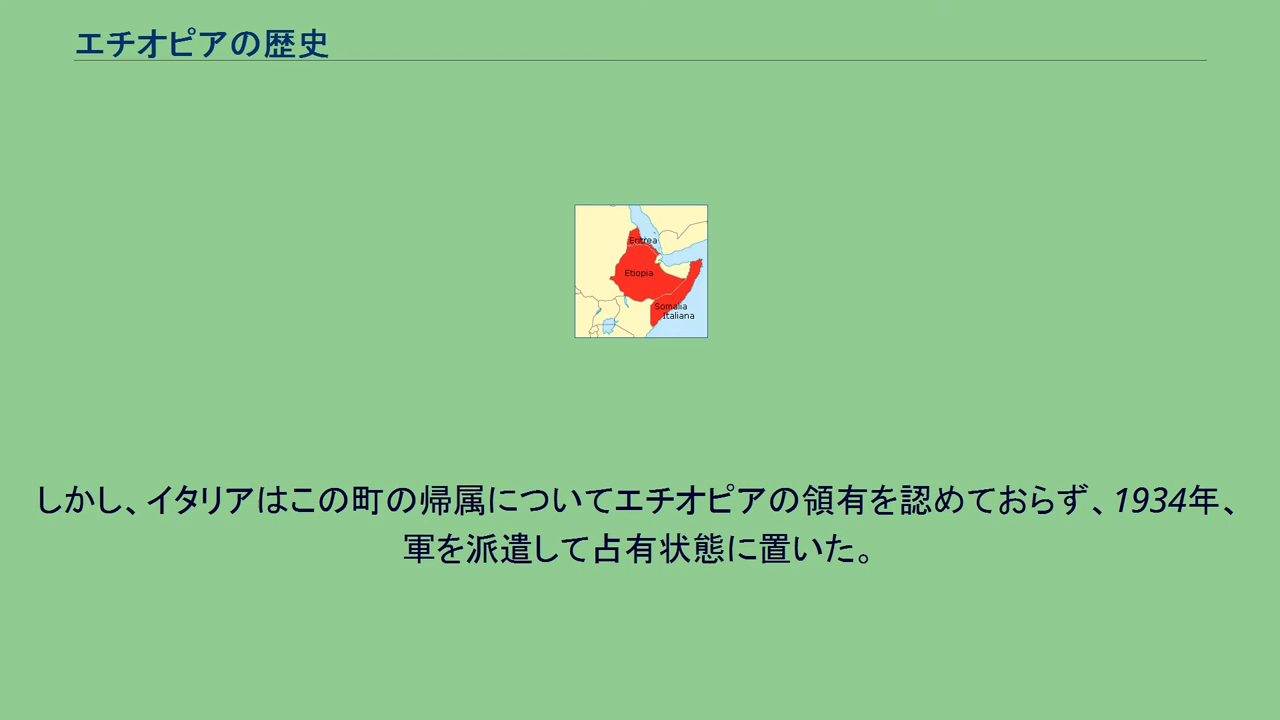 エチオピアの歴史
Eritrea
Etiopia
Somalia
Italiana
しかし、イタリアはこの町の帰属についてエチオピアの領有を認めておらず、1934年、
軍を派遣して占有状態に置いた。